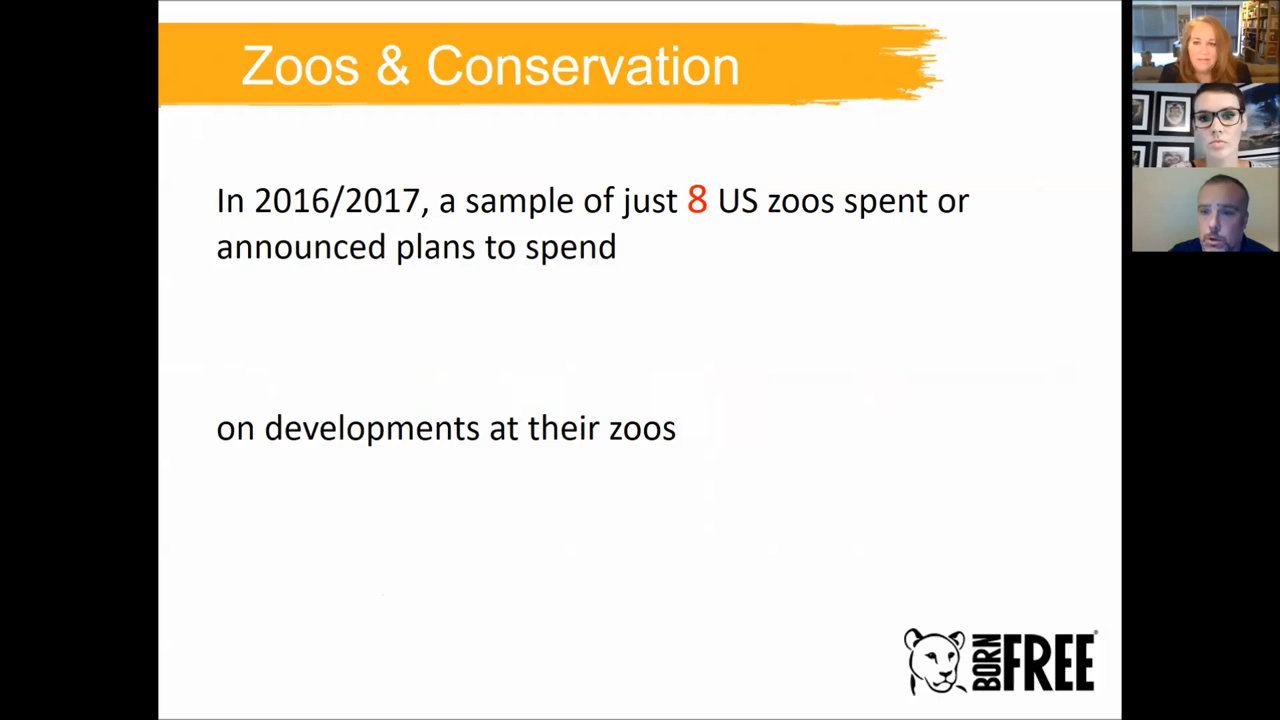 Zoos & Conservation
In 2016/2017, a sample of just 8 US zoos spent or
announced plans to spend
on developments at their zoos
BORN FREE®